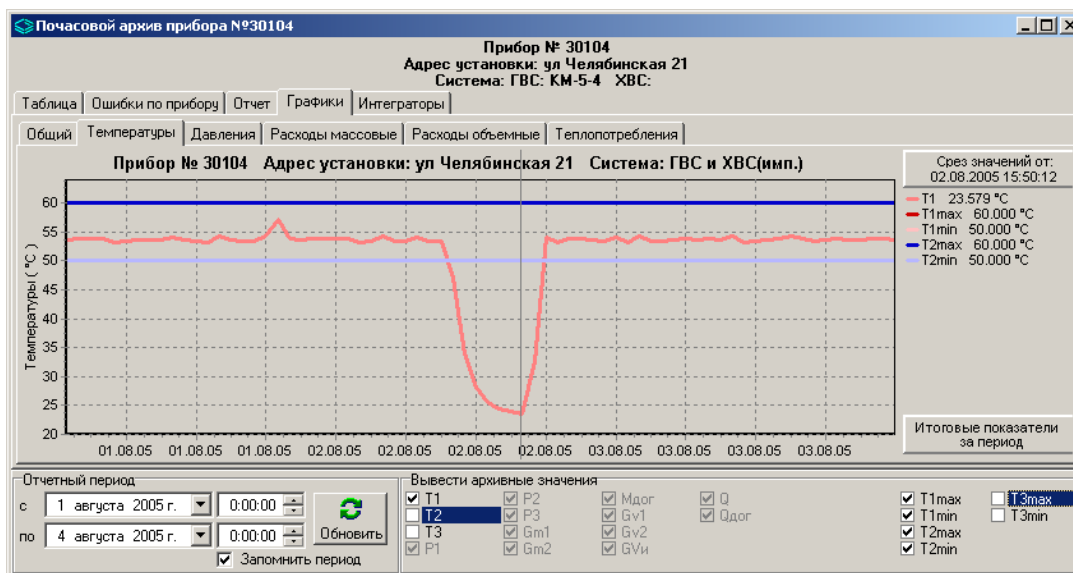 Почасовой архив прибора №30104
Прибор № 30104
Адрес установки: ул Челябинская 21
Система: ГВС: КМ-5-4 ХВС:
Таблица Ошибки по прибору Отчет Графики Интеграторы
Общий Температуры Давления Расходы массовые Расходы объемные Теплопотребления
Прибор № 30104 Адрес установки: ул Челябинская 21 Система: ГВС и ХВС(имп.)
Срез значений от:
02.08.2005 15:50:12
T1 23.579 °C
T1max 60.000 °C
T1min 50.000 °C
T2max 60.000 °C
T2min 50.000 °C
Температуры ( °C )
60
55
50
45
40
35
30
25
20
01.08.05 01.08.05 01.08.05 02.08.05 02.08.05 02.08.05 02.08.05 03.08.05 03.08.05 03.08.05 03.08.05
Итоговые показатели
за период
Отчетный период
с 1 августа 2005 г. 0:00:00
по 4 августа 2005 г. 0:00:00
Обновить
Запомнить период
Вывести архивные значения
T1 P2 Mдог Q T1max T3max
T2 P3 Gv1 Qдог T1min T3min
T3 Gm1 Gv2 T2max
P1 Gm2 GVи T2min